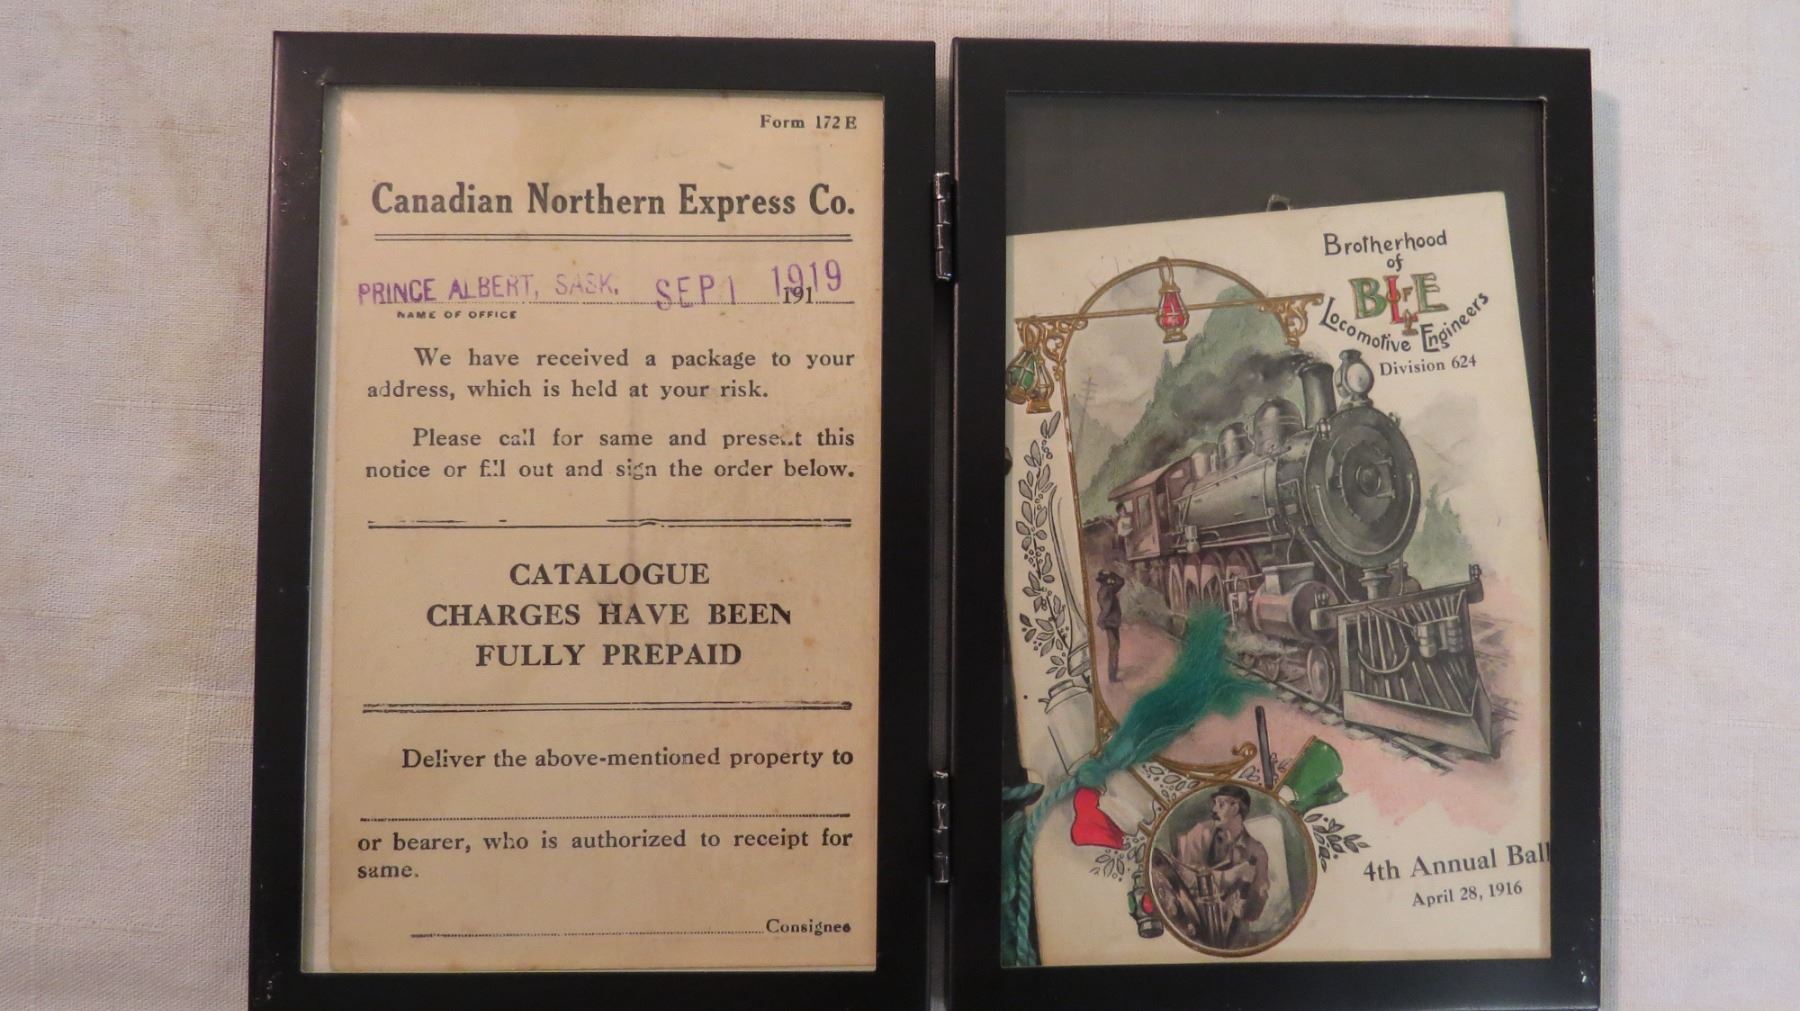 Form 172 E
Canadian Northern Express Co.
PRINCE ALBERT, SASK. SEP 1 1919
191
NAME OF OFFICE
We have received a package to your
address, which is held at your risk.
Please call for same and present this
notice or fill out and sign the order below.
CATALOGUE
CHARGES HAVE BEEN
FULLY PREPAID
Deliver the above-mentioned property to
or bearer, who is authorized to receipt for
same.
Consignee
Brotherhood
of
B of L E
Locomotive Engineers
Division 624
4th Annual Ball
April 28, 1916